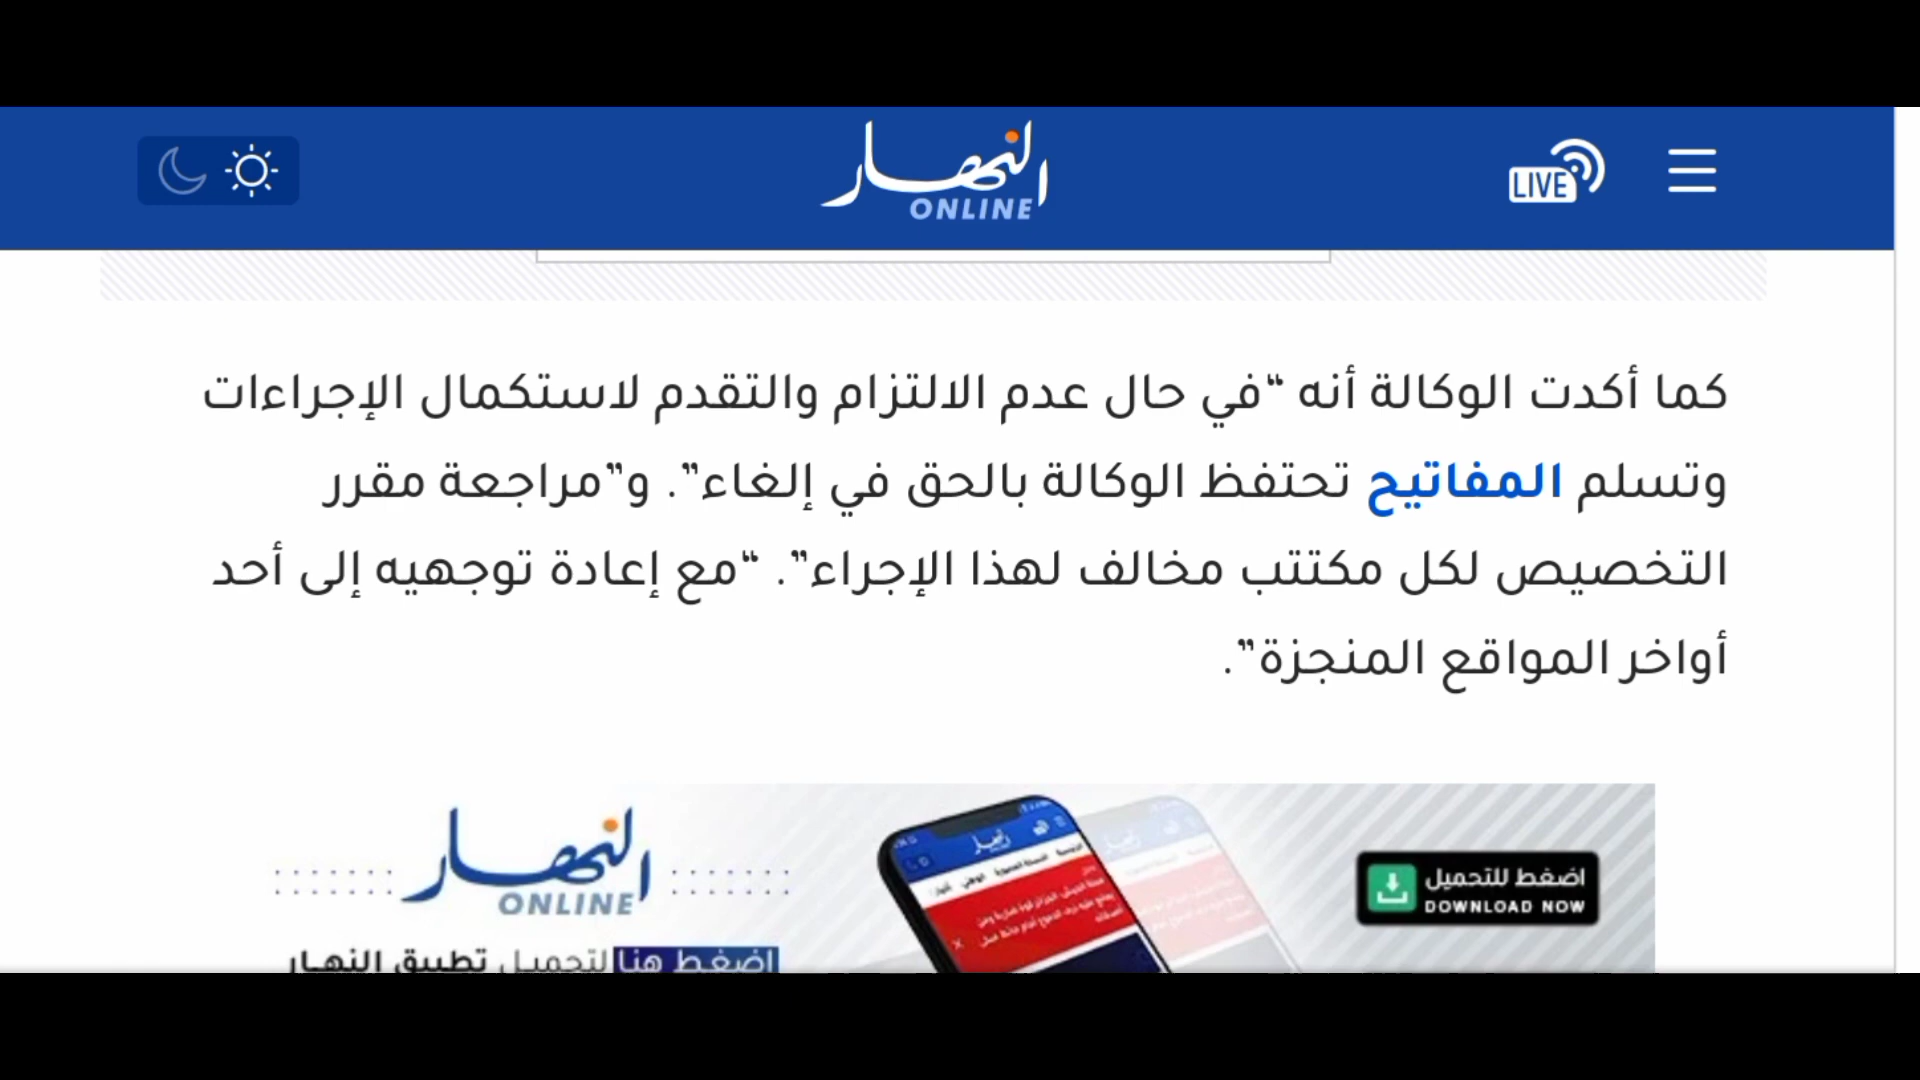 النهار
ONLINE
LIVE
كما أكدت الوكالة أنه “في حال عدم الالتزام والتقدم لاستكمال الإجراءات
وتسلم المفاتيح تحتفظ الوكالة بالحق في إلغاء”. و”مراجعة مقرر
التخصيص لكل مكتتب مخالف لهذا الإجراء”. “مع إعادة توجهيه إلى أحد
أواخر المواقع المنجزة”.
النهار
ONLINE
اضغط هنا لتحميل تطبيق النهار
النهار
اضغط للتحميل
DOWNLOAD NOW